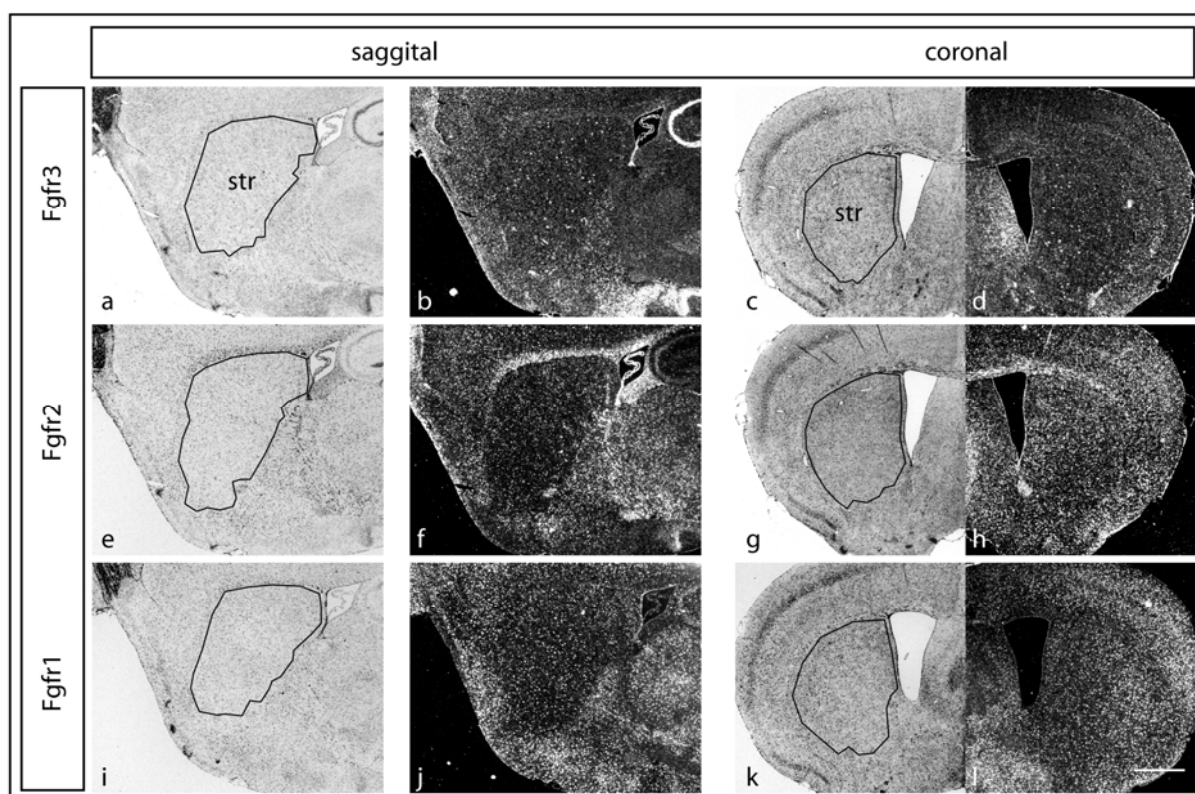 saggital coronal
Fgfr3
str
str
a b c d
Fgfr2
e f g h
Fgfr1
i j k l